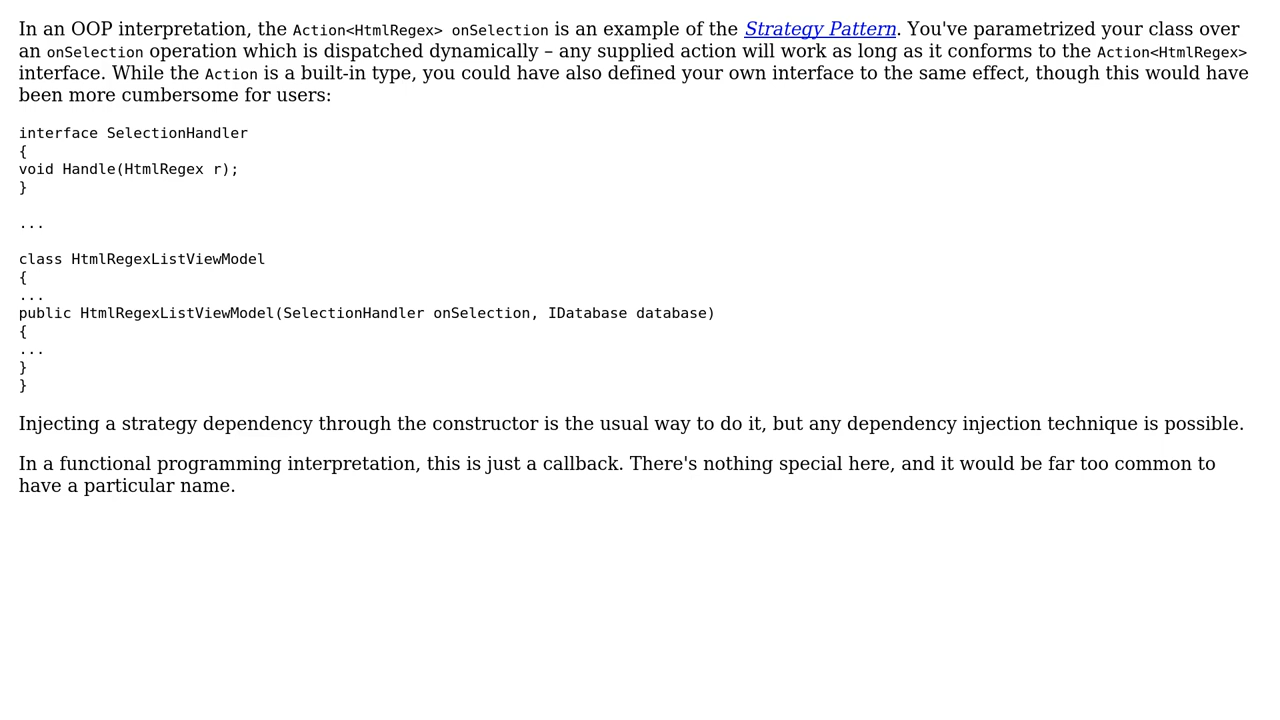 In an OOP interpretation, the Action<HtmlRegex> onSelection is an example of the Strategy Pattern. You've parametrized your class over
an onSelection operation which is dispatched dynamically – any supplied action will work as long as it conforms to the Action<HtmlRegex>
interface. While the Action is a built-in type, you could have also defined your own interface to the same effect, though this would have
been more cumbersome for users:
interface SelectionHandler
{
void Handle(HtmlRegex r);
}
...
class HtmlRegexListViewModel
{
...
public HtmlRegexListViewModel(SelectionHandler onSelection, IDatabase database)
{
...
}
}
Injecting a strategy dependency through the constructor is the usual way to do it, but any dependency injection technique is possible.
In a functional programming interpretation, this is just a callback. There's nothing special here, and it would be far too common to
have a particular name.